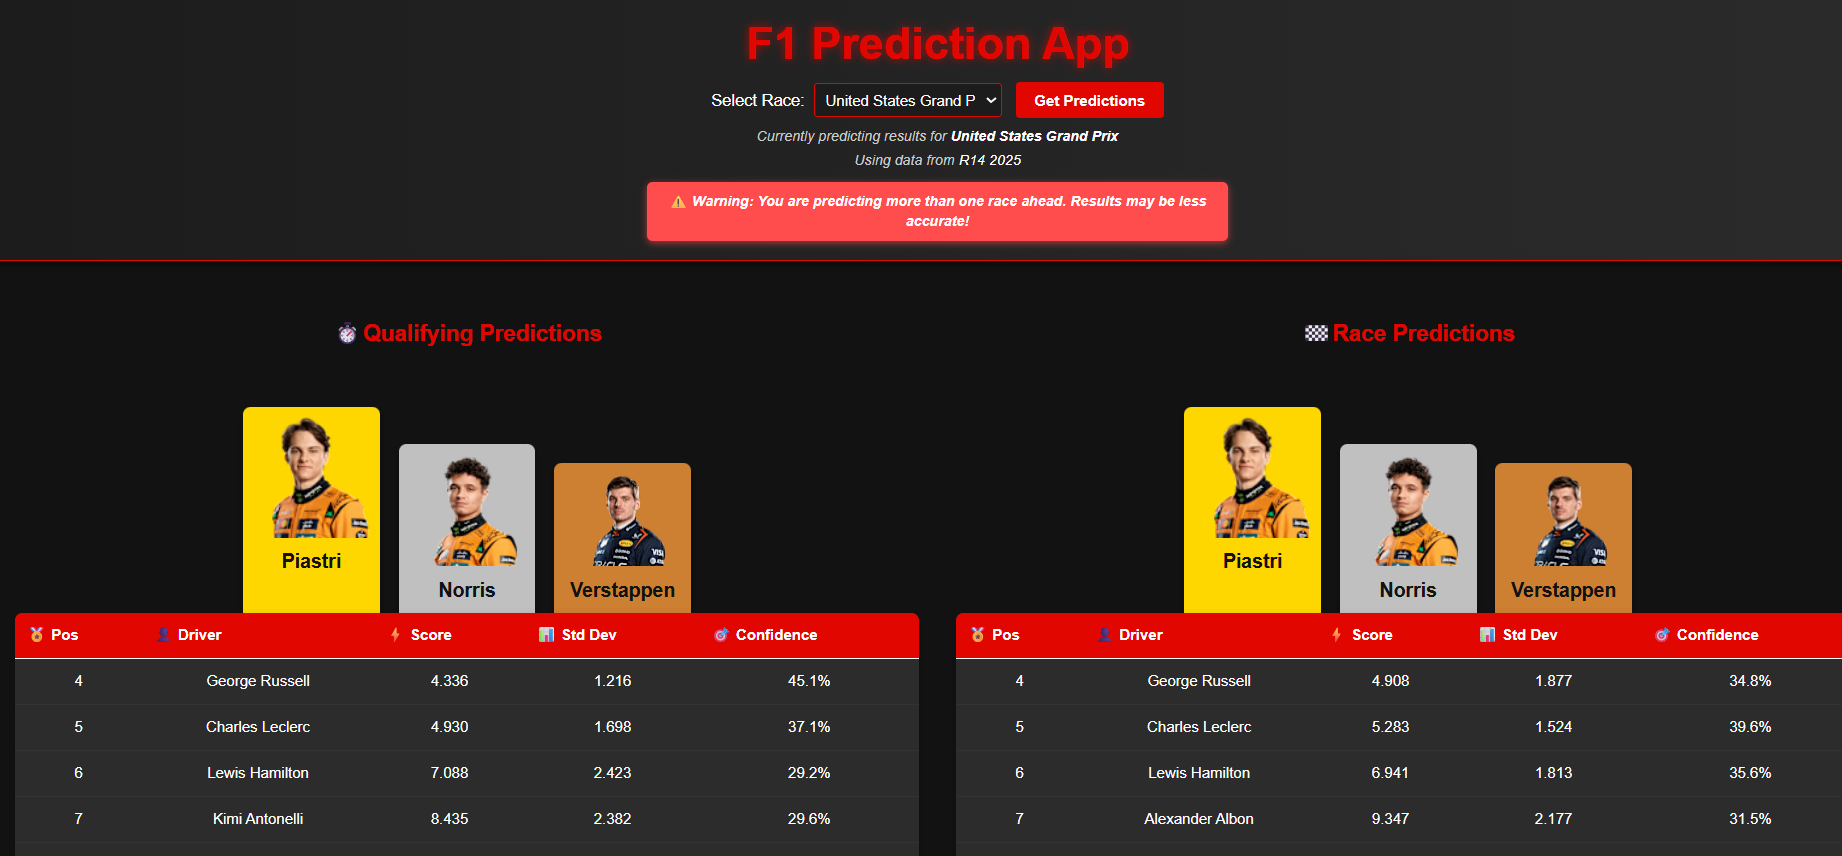 F1 Prediction App
Select Race: United States Grand P Get Predictions
Currently predicting results for United States Grand Prix
Using data from R14 2025
⚠️ Warning: You are predicting more than one race ahead. Results may be less
accurate!
Qualifying Predictions
Piastri
Norris
Verstappen
Pos Driver Score Std Dev Confidence
4 George Russell 4.336 1.216 45.1%
5 Charles Leclerc 4.930 1.698 37.1%
6 Lewis Hamilton 7.088 2.423 29.2%
7 Kimi Antonelli 8.435 2.382 29.6%
Race Predictions
Piastri
Norris
Verstappen
Pos Driver Score Std Dev Confidence
4 George Russell 4.908 1.877 34.8%
5 Charles Leclerc 5.283 1.524 39.6%
6 Lewis Hamilton 6.941 1.813 35.6%
7 Alexander Albon 9.347 2.177 31.5%